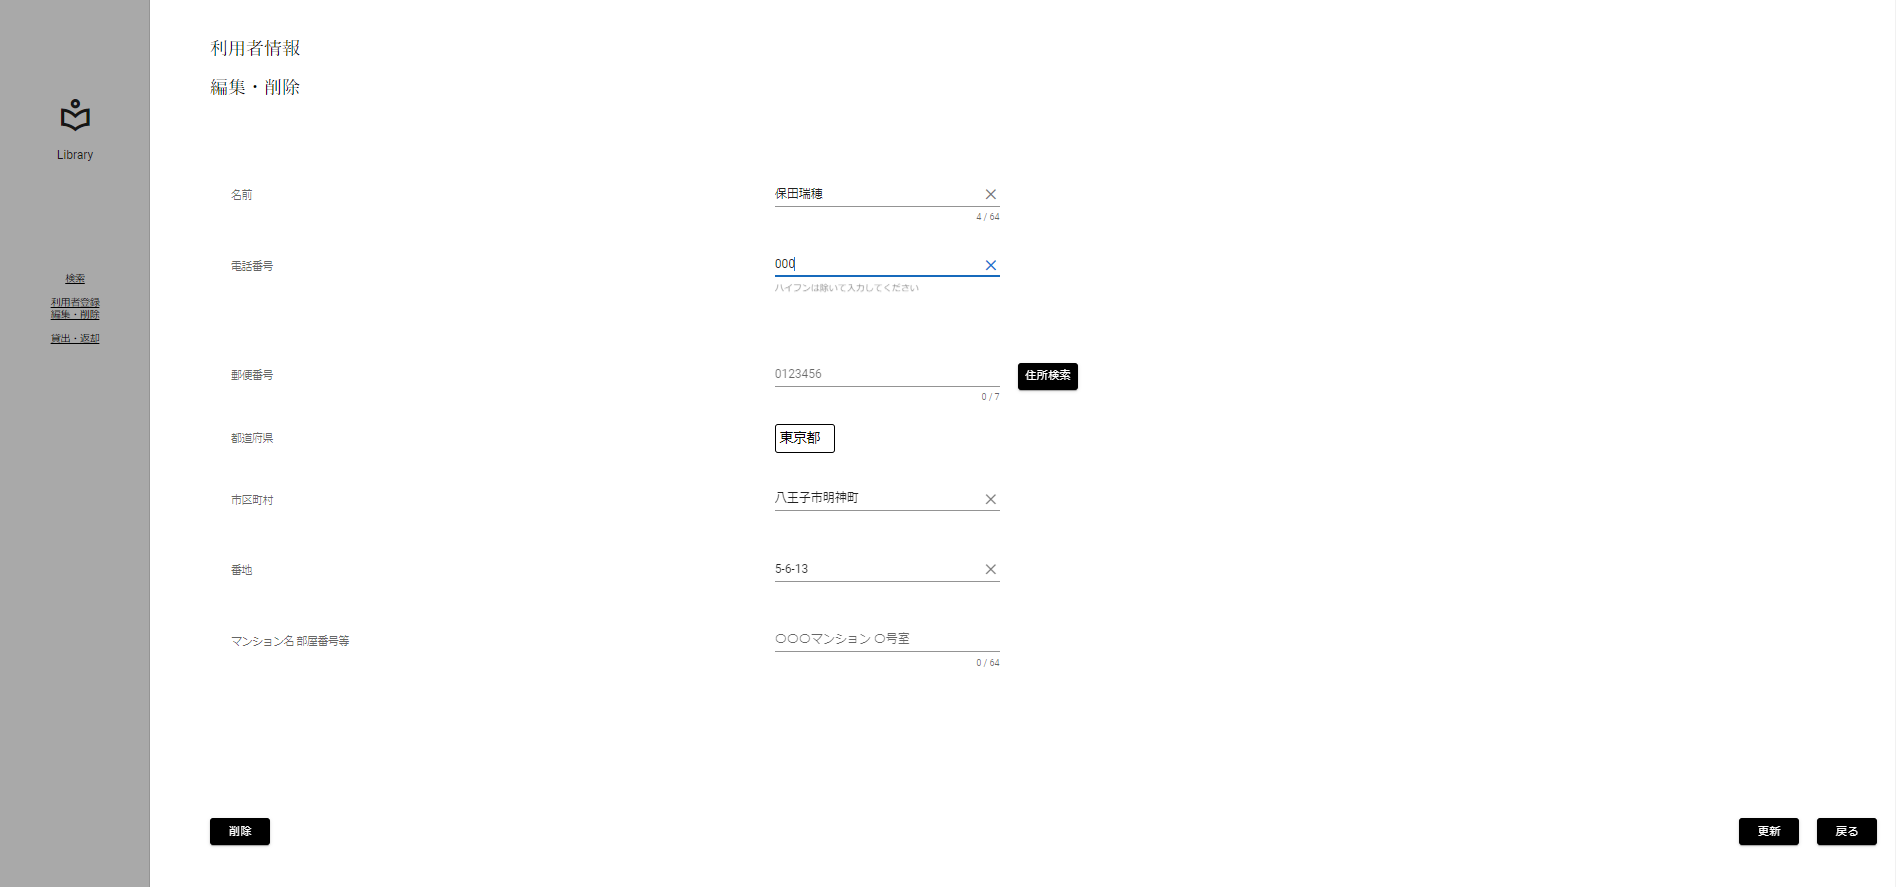 利用者情報
編集・削除
Library
検索
利用者登録
編集・削除
貸出・返却
名前
保田瑞穂
4 / 64
電話番号
000
ハイフンは除いて入力してください
郵便番号
0123456
住所検索
0 / 7
都道府県
東京都
市区町村
八王子市明神町
番地
5-6-13
マンション名 部屋番号等
〇〇〇マンション 〇号室
0 / 64
削除
更新
戻る